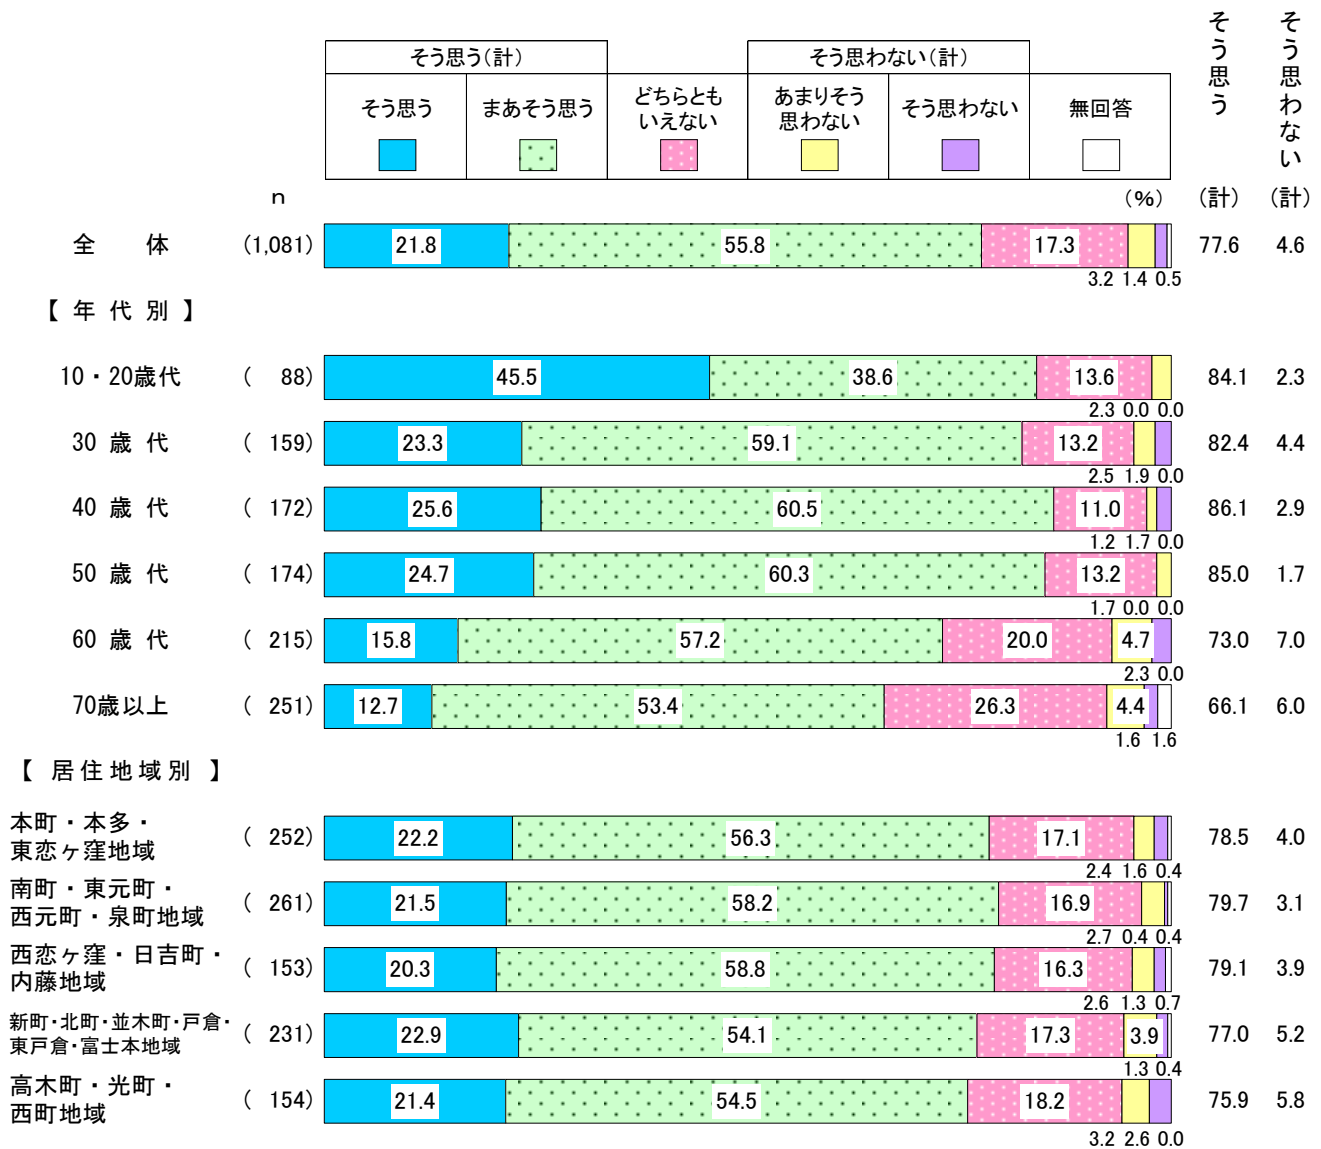 そう思う(計)
そう思わない(計)
そう思う
まあそう思う
どちらとも
いえない
あまりそう
思わない
そう思わない
無回答
そう思う
(計)
そう思わない
(計)
n
(%)
全 体 (1,081) 21.8 55.8 17.3 77.6 4.6
3.2 1.4 0.5
【 年 代 別 】
10・20歳代 ( 88) 45.5 38.6 13.6 84.1 2.3
2.3 0.0 0.0
30 歳 代 ( 159) 23.3 59.1 13.2 82.4 4.4
2.5 1.9 0.0
40 歳 代 ( 172) 25.6 60.5 11.0 86.1 2.9
1.2 1.7 0.0
50 歳 代 ( 174) 24.7 60.3 13.2 85.0 1.7
1.7 0.0 0.0
60 歳 代 ( 215) 15.8 57.2 20.0 4.7 73.0 7.0
2.3 0.0
70歳以上 ( 251) 12.7 53.4 26.3 4.4 66.1 6.0
1.6 1.6
【 居住地域別 】
本町・本多・
東恋ヶ窪地域 ( 252) 22.2 56.3 17.1 78.5 4.0
2.4 1.6 0.4
南町・東元町・
西元町・泉町地域 ( 261) 21.5 58.2 16.9 79.7 3.1
2.7 0.4 0.4
西恋ヶ窪・日吉町・
内藤地域 ( 153) 20.3 58.8 16.3 79.1 3.9
2.6 1.3 0.7
新町・北町・並木町・戸倉・
東戸倉・富士本地域 ( 231) 22.9 54.1 17.3 3.9 77.0 5.2
1.3 0.4
高木町・光町・
西町地域 ( 154) 21.4 54.5 18.2 75.9 5.8
3.2 2.6 0.0